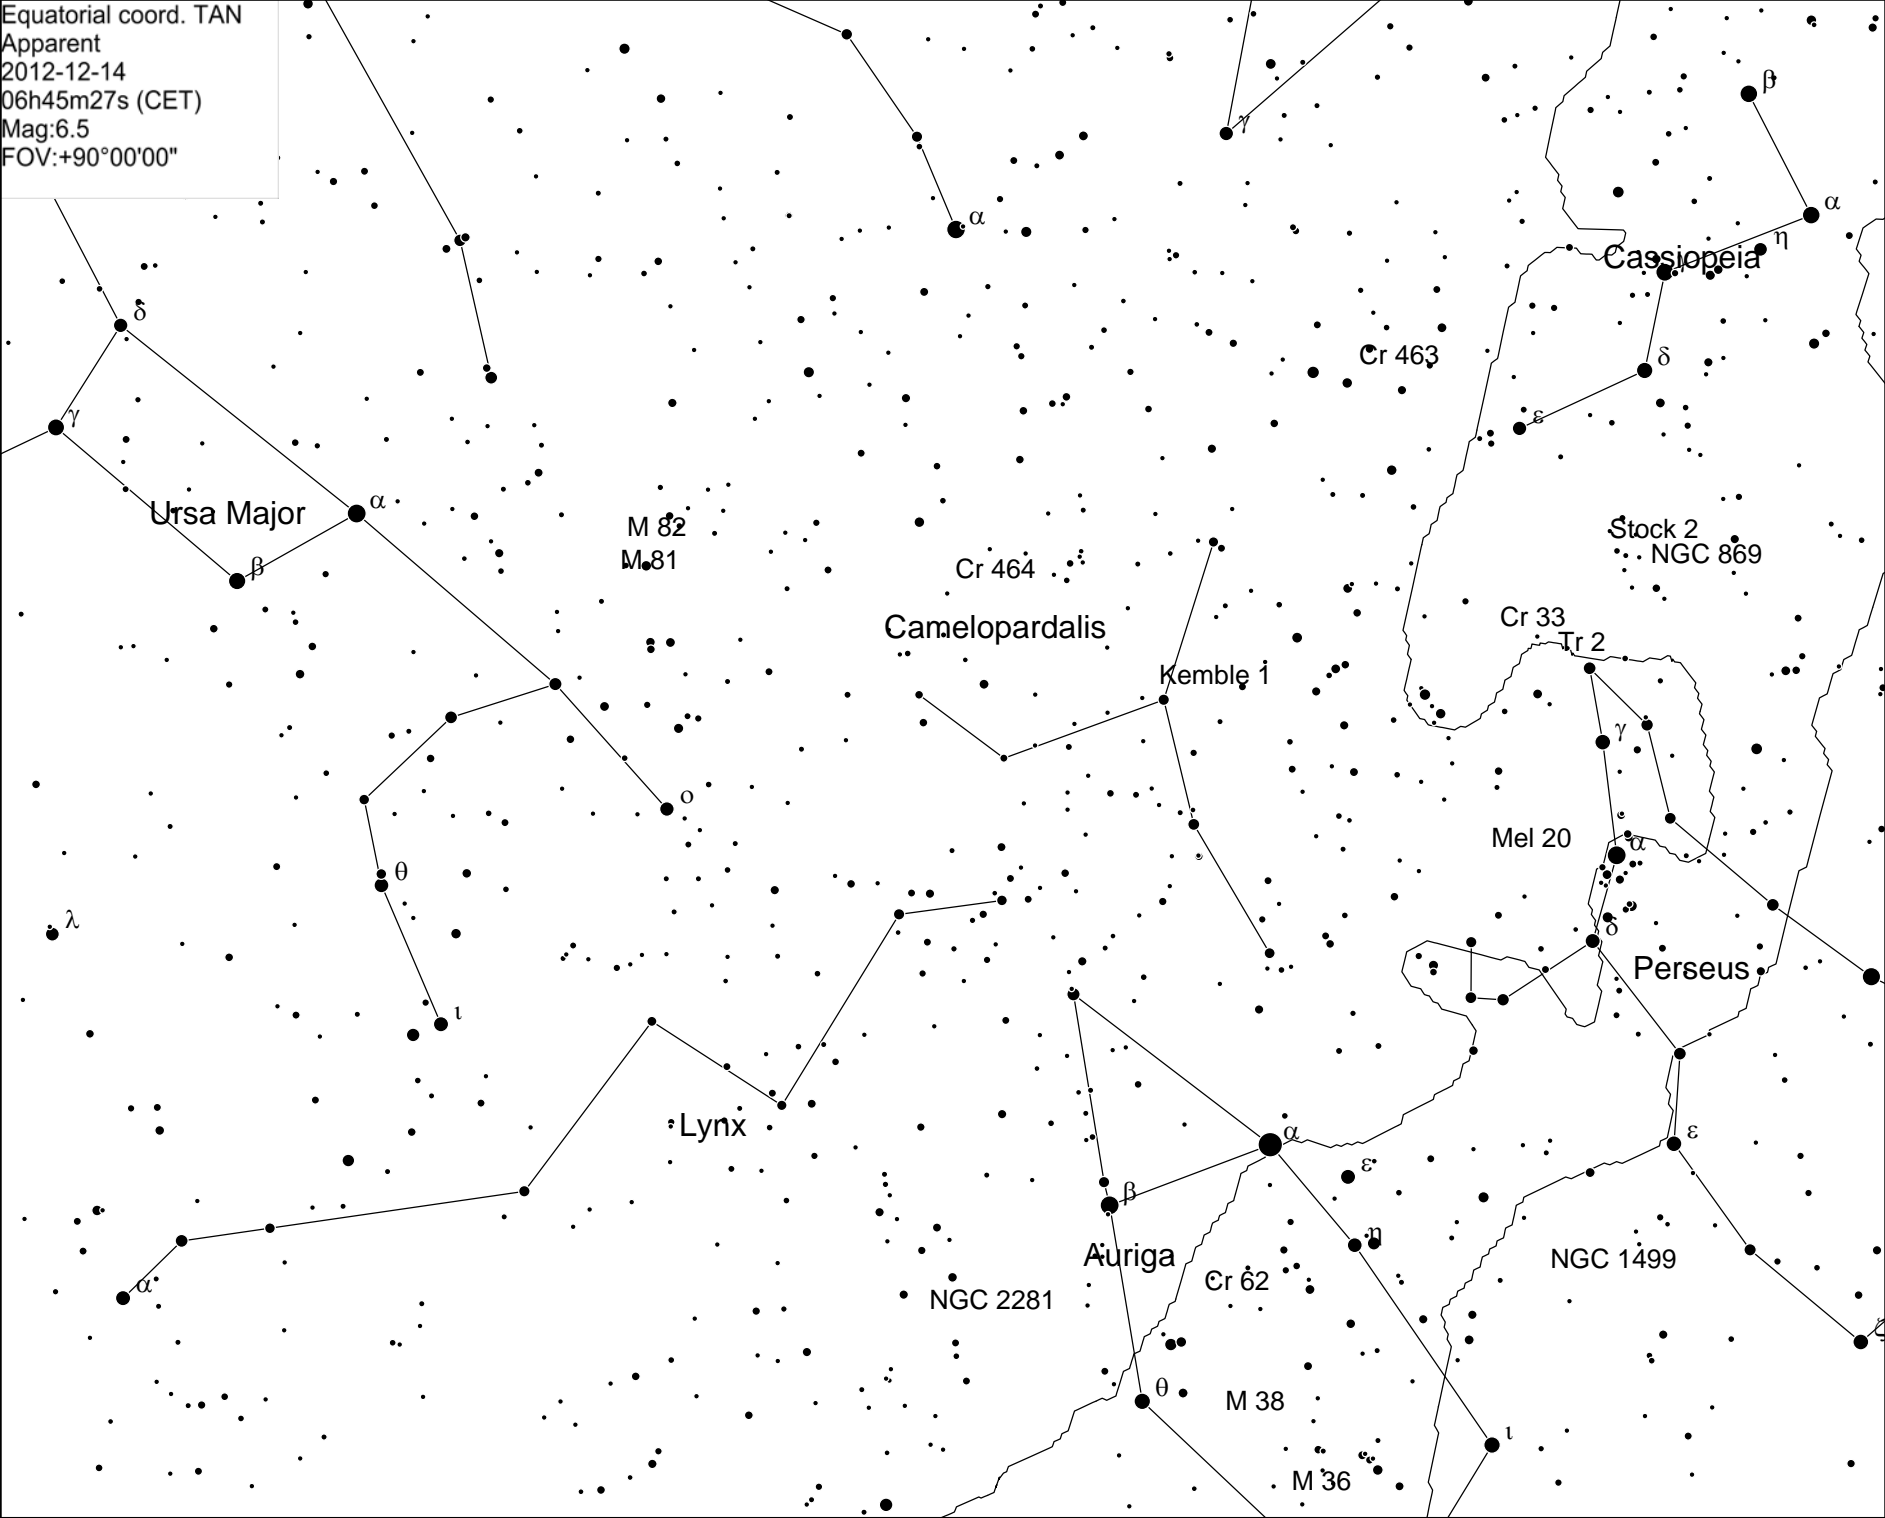 Equatorial coord. TAN
Apparent
2012-12-14
06h45m27s (CET)
Mag:6.5
FOV:+90°00'00"
β
γ
α
α
η
Cassiopeia
δ
δ
Cr 463
γ
ε
α
Ursa Major
M 82
Stock 2
NGC 869
β
M 81
Cr 464
Cr 33
Camelopardalis
Tr 2
Kemble 1
γ
ο
Mel 20
α
θ
λ
δ
Perseus
ι
Lynx
α
ε
ε
β
η
Auriga
NGC 1499
α
Cr 62
NGC 2281
ζ
θ
M 38
ι
M 36